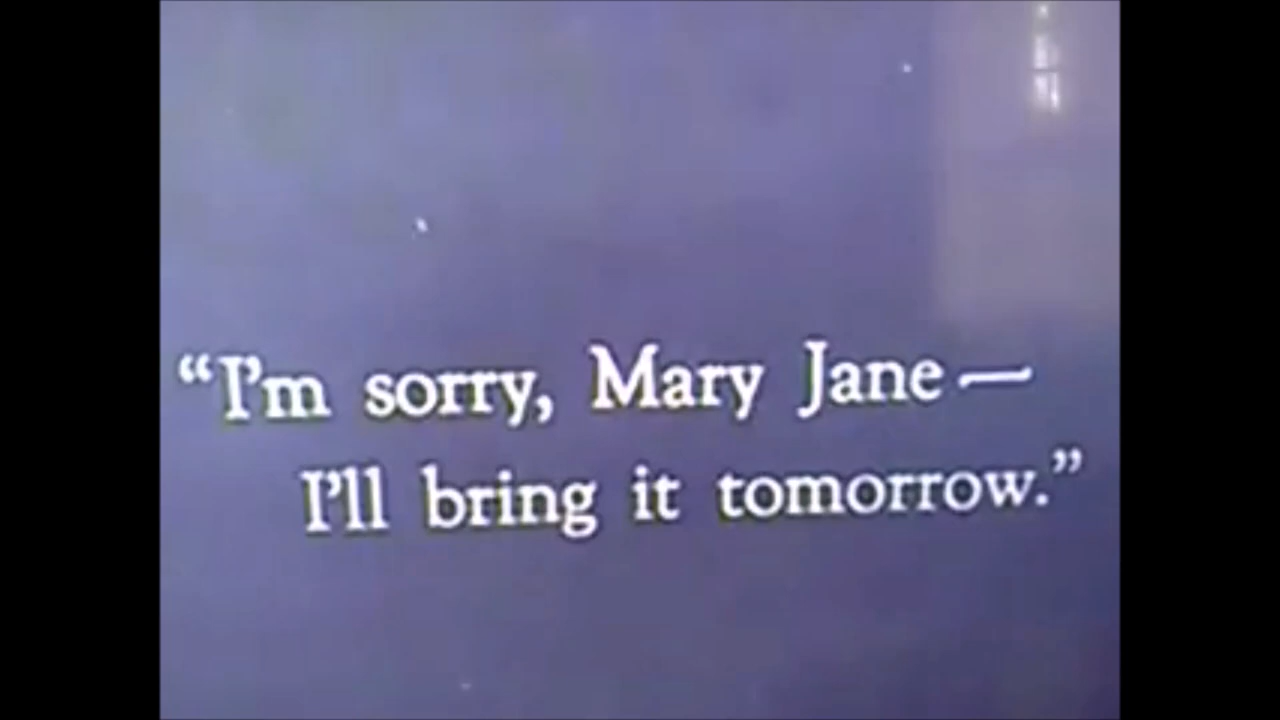 “I'm sorry, Mary Jane—
I'll bring it tomorrow.”